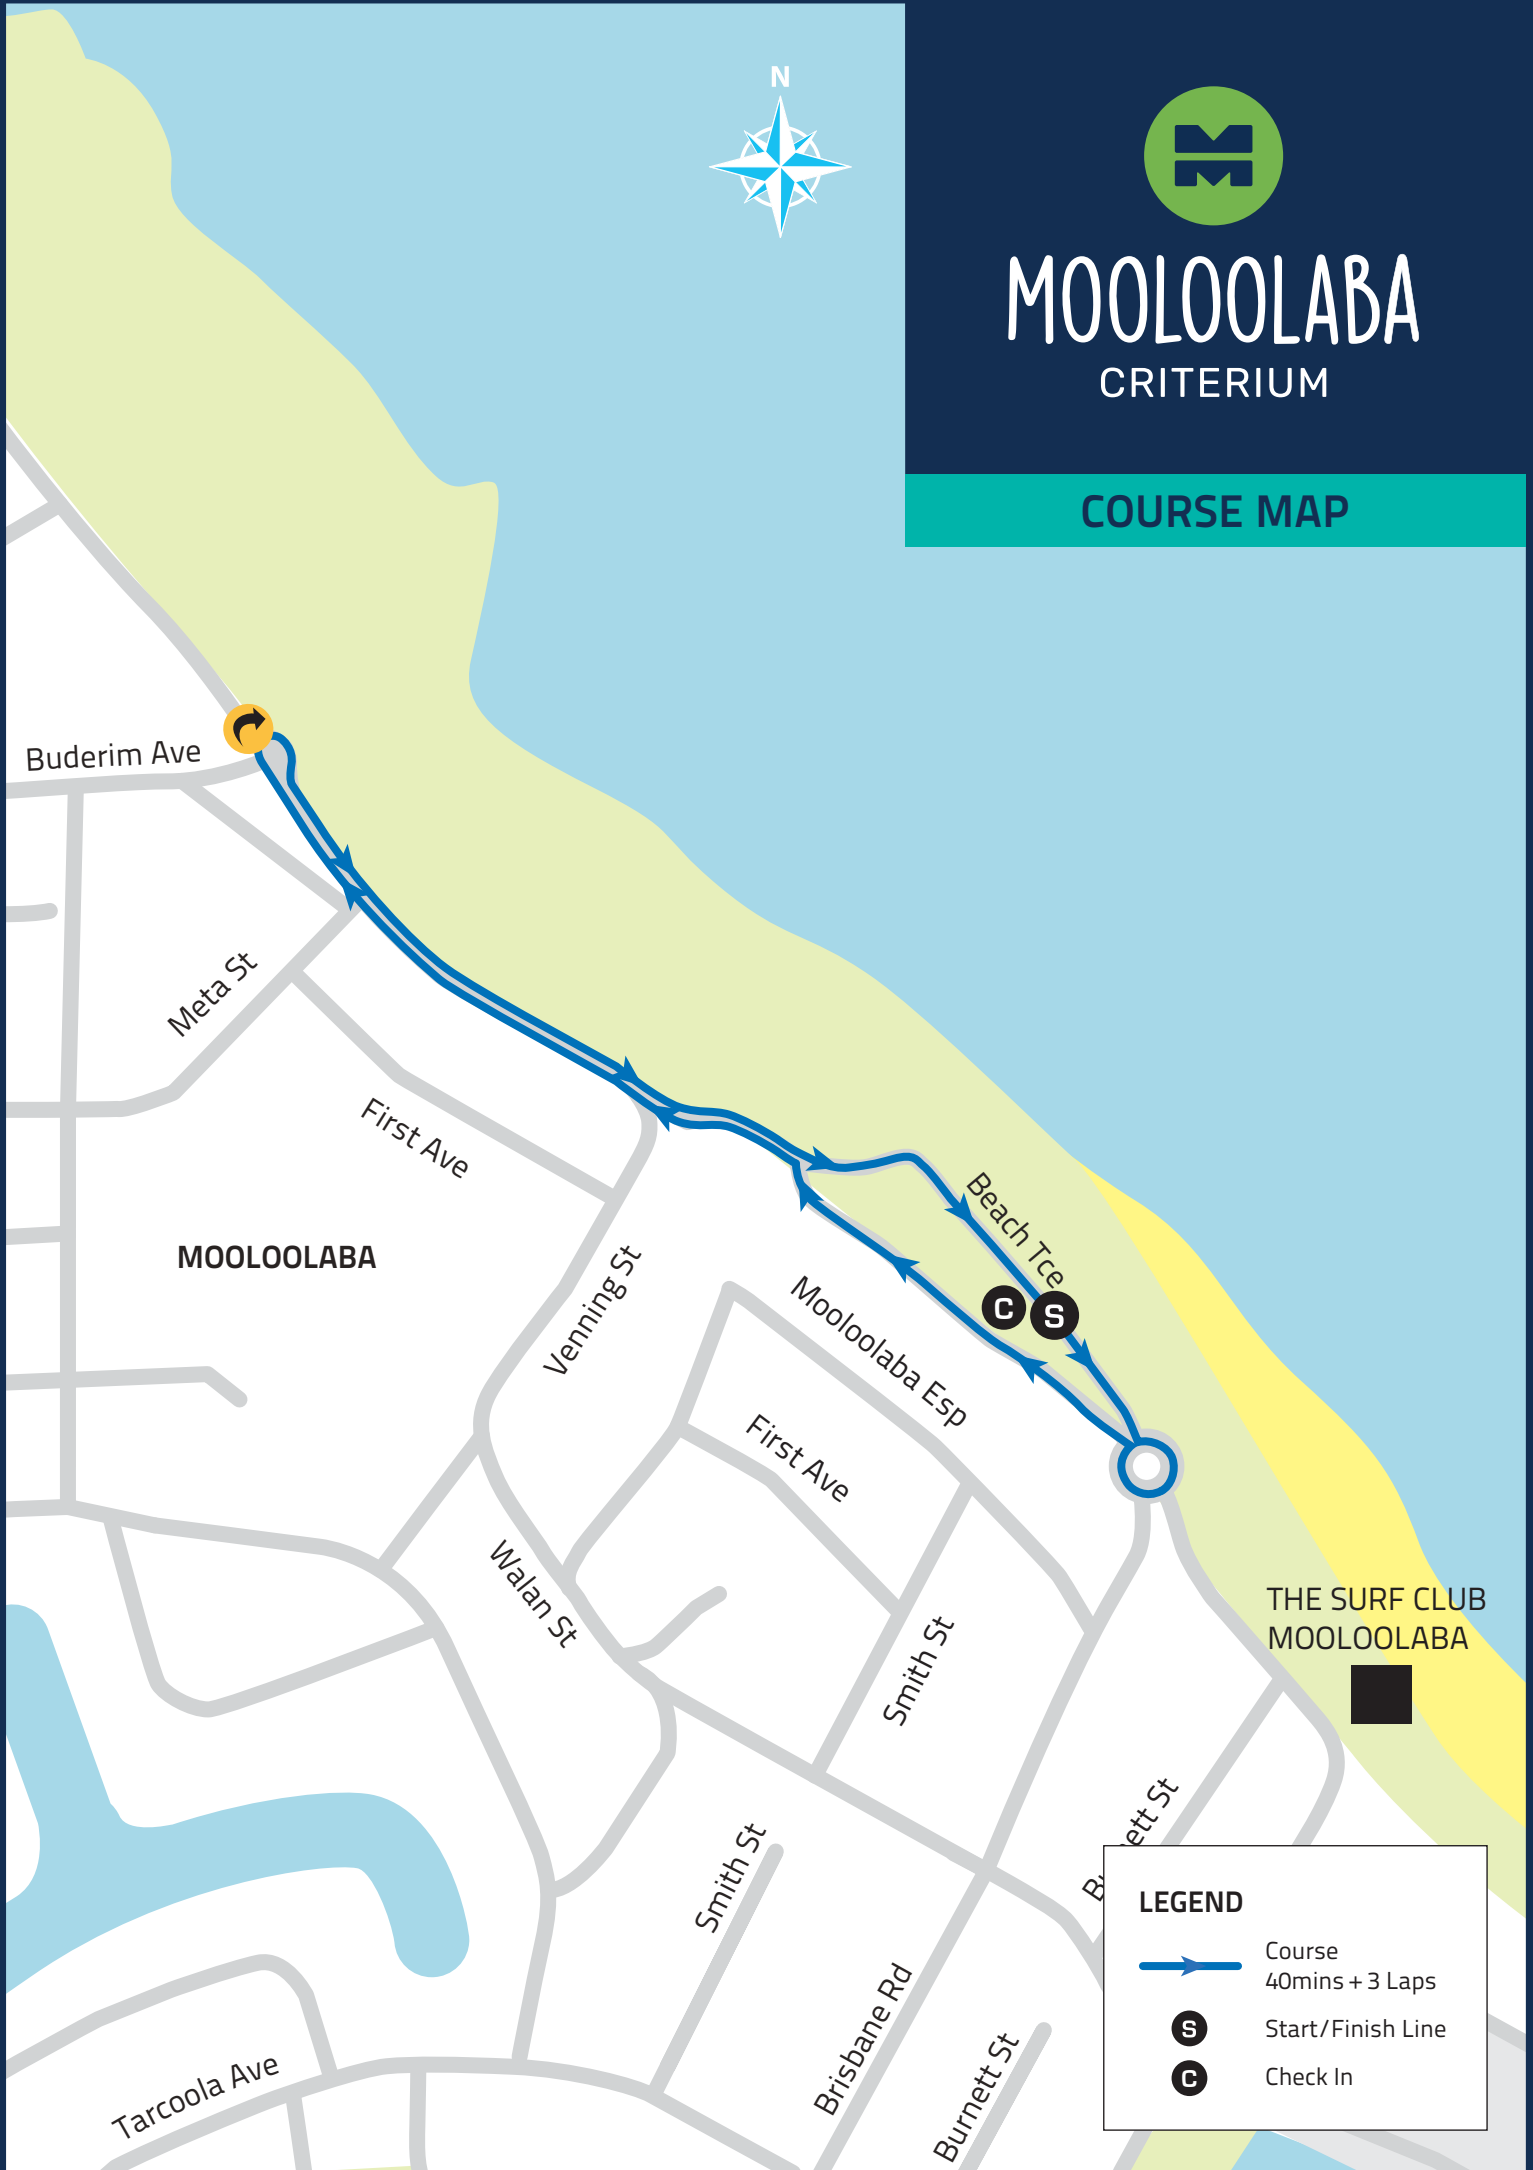 N
MOOLOOLABA
CRITERIUM
COURSE MAP
Buderim Ave
Meta St
First Ave
MOOLOOLABA
Beach Tce
C
S
Venning St
Mooloolaba Esp
First Ave
Walan St
Smith St
THE SURF CLUB
MOOLOOLABA
Smith St
Brisbane Rd
Burnett St
Tarcoola Ave
LEGEND
Course
40mins + 3 Laps
S
Start/Finish Line
C
Check In